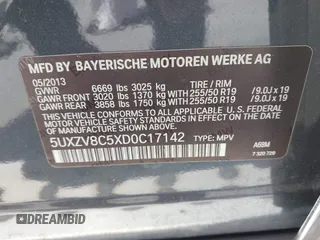 MFD BY BAYERISCHE MOTOREN WERKE AG
05/2013
GVWR 6669 lbs 3025 kg TIRE / RIM
GAWR FRONT 3020 lbs 1370 kg WITH 255/50 R19 /9.0J x 19
GAWR REAR 3858 lbs 1750 kg WITH 255/50 R19 /9.0J x 19
THIS VEHICLE CONFORMS TO ALL APPLICABLE U.S. FEDERAL
MOTOR VEHICLE SAFETY STANDARDS IN EFFECT ON THE DATE OF
MANUFACTURE SHOWN ABOVE.
5UXZV8C5XD0C17142 TYPE: MPV
A69M
AUTOBIDMASTER